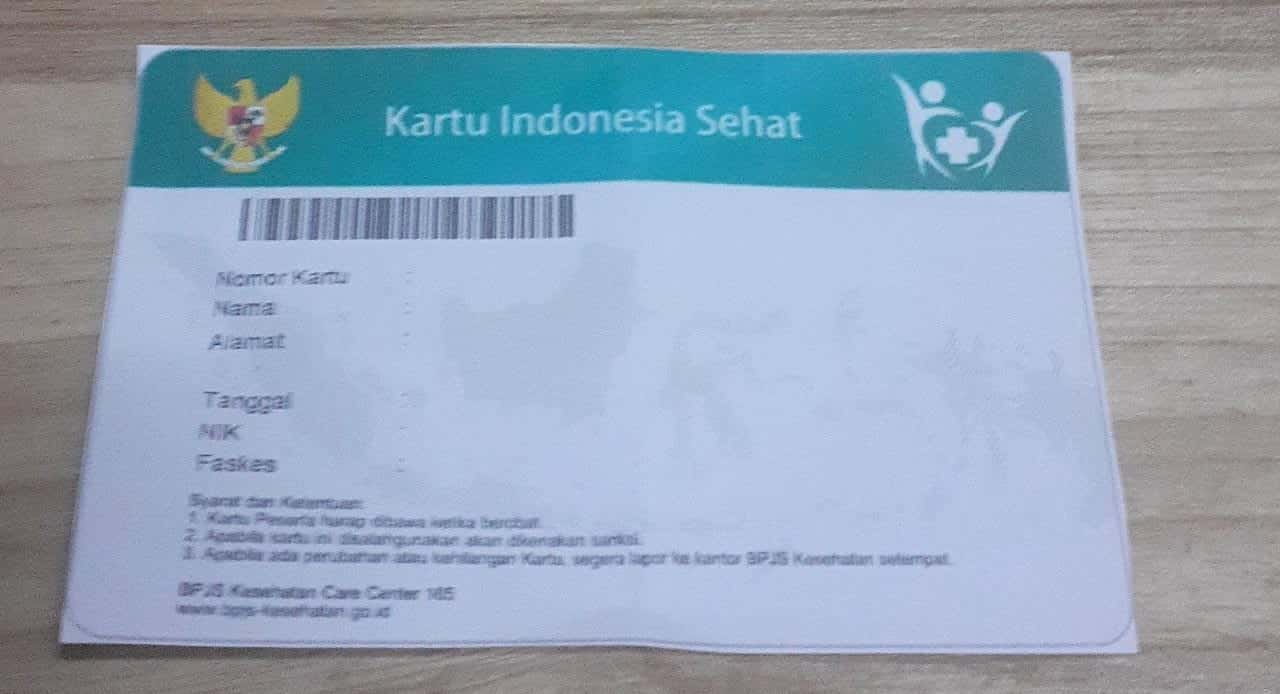 Kartu Indonesia Sehat
Nomor Kartu :
Nama :
Alamat :
Tanggal :
NIK :
Faskes :
Syarat dan Ketentuan:
1. Kartu Peserta harap dibawa ketika berobat.
2. Apabila kartu ini disalahgunakan akan dikenakan sanksi.
3. Apabila ada perubahan atau kehilangan Kartu, segera lapor ke kantor BPJS Kesehatan setempat.
BPJS Kesehatan Care Center 165
www.bpjs-kesehatan.go.id